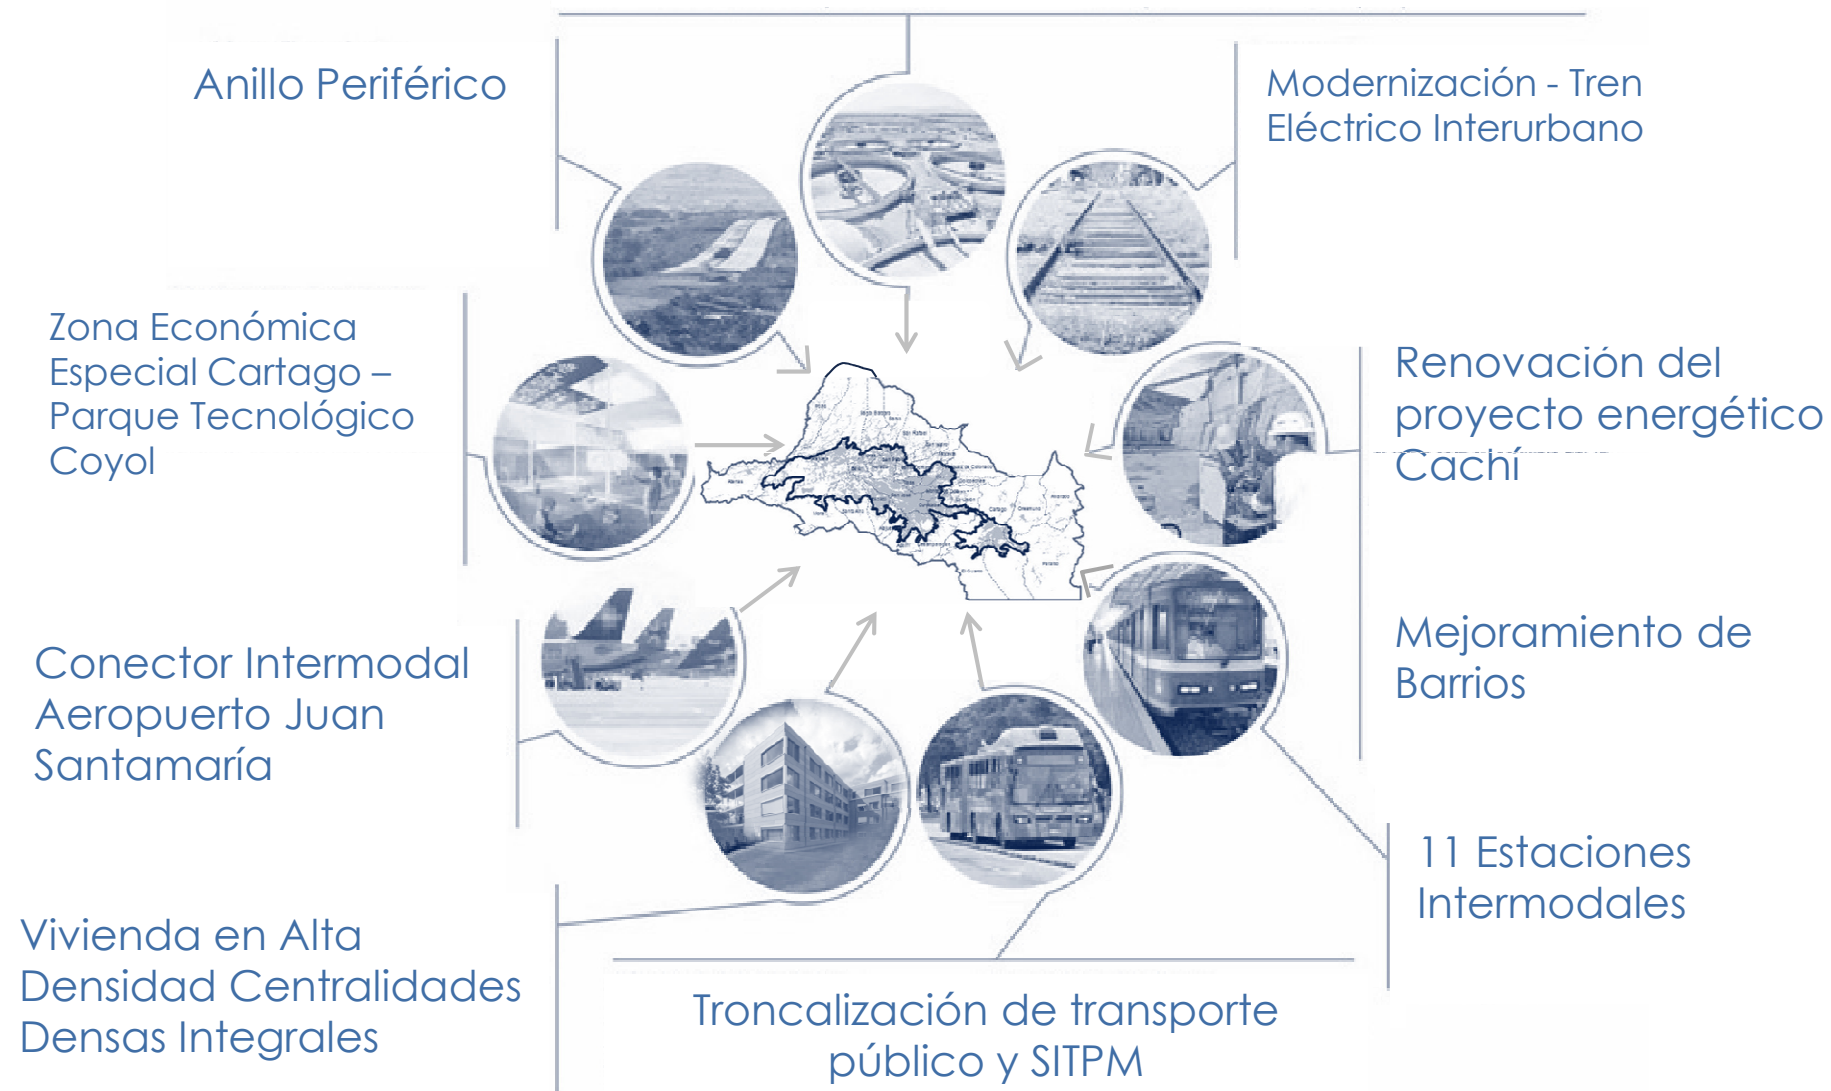 Anillo Periférico
Modernización - Tren
Eléctrico Interurbano
Zona Económica
Especial Cartago –
Parque Tecnológico
Coyol
Renovación del
proyecto energético
Cachí
Conector Intermodal
Aeropuerto Juan
Santamaría
Mejoramiento de
Barrios
11 Estaciones
Intermodales
Vivienda en Alta
Densidad Centralidades
Densas Integrales
Troncalización de transporte
público y SITPM